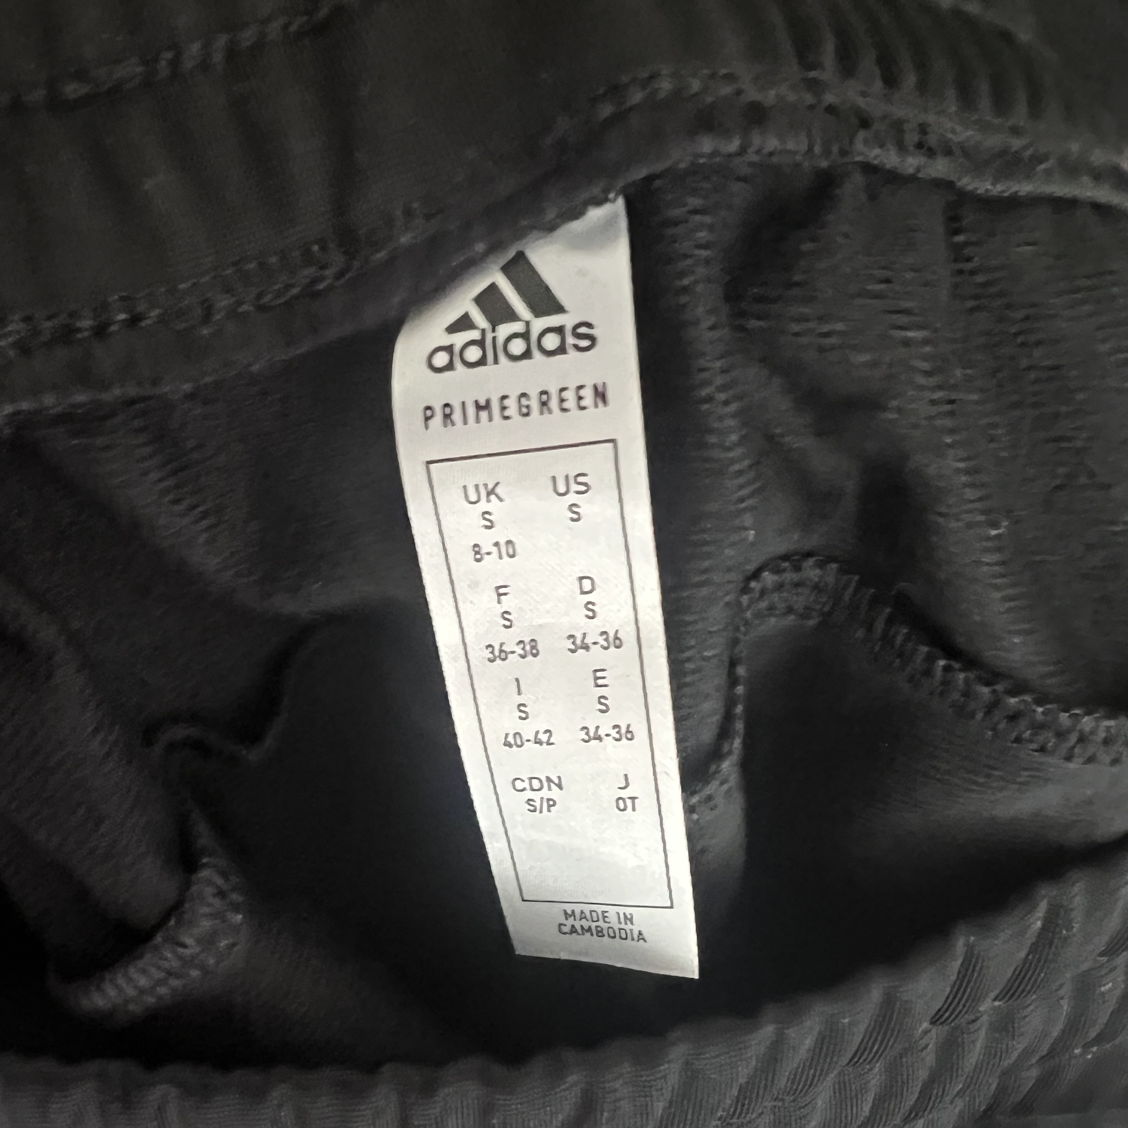 adidas
PRIMEGREEN
UK US
S S
8-10
F D
S S
36-38 34-36
I E
S S
40-42 34-36
CDN J
S/P OT
MADE IN
CAMBODIA